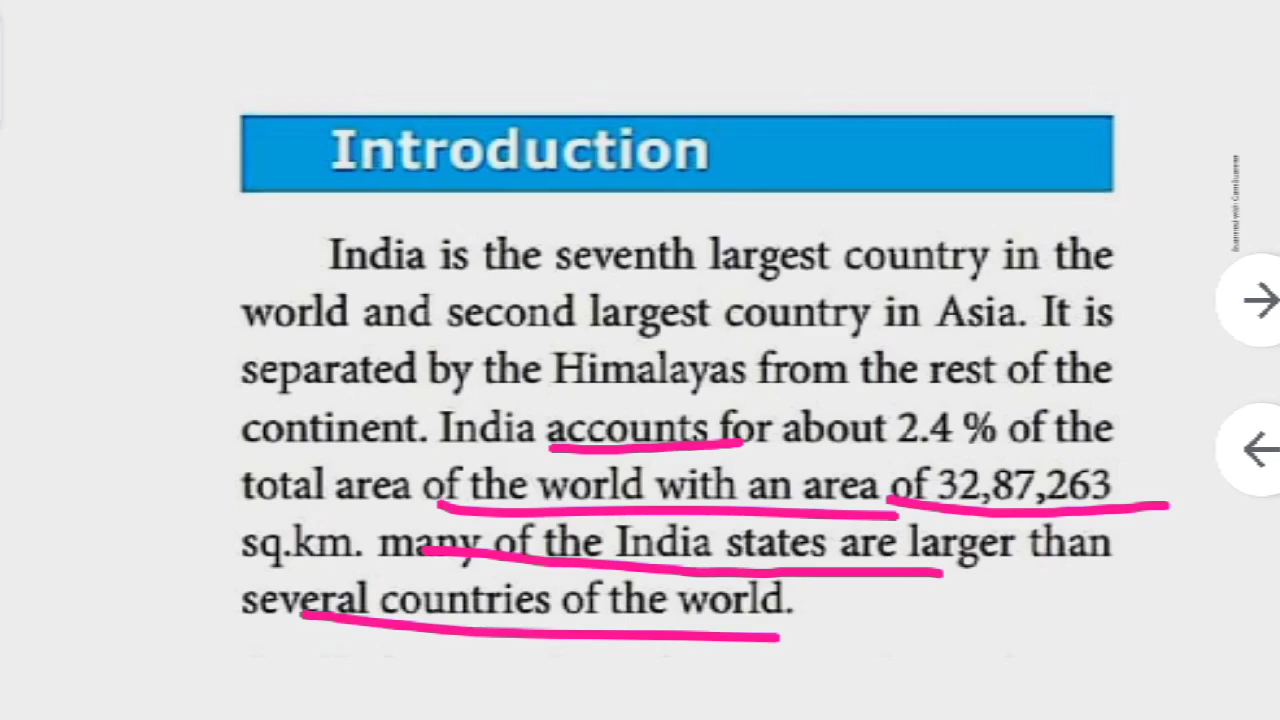 Introduction
India is the seventh largest country in the
world and second largest country in Asia. It is
separated by the Himalayas from the rest of the
continent. India accounts for about 2.4 % of the
total area of the world with an area of 32,87,263
sq.km. many of the India states are larger than
several countries of the world.
Scanned with CamScanner